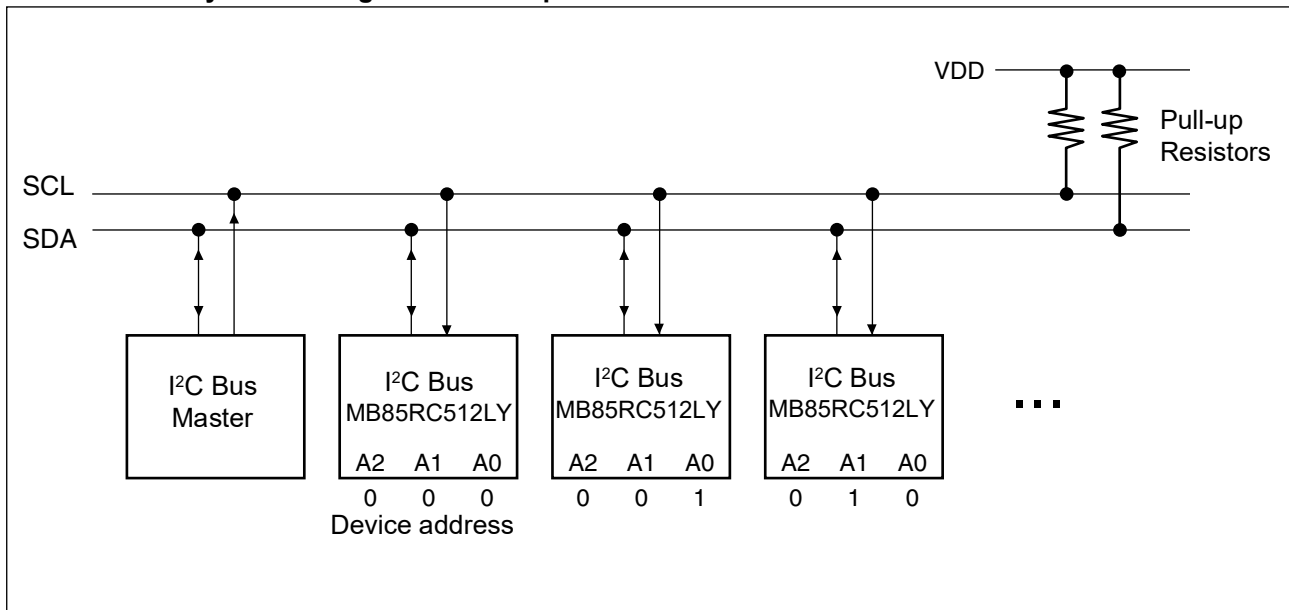 VDD
Pull-up
Resistors
SCL
SDA
I²C Bus
Master
I²C Bus
MB85RC512LY
A2 A1 A0
0 0 0
Device address
I²C Bus
MB85RC512LY
A2 A1 A0
0 0 1
I²C Bus
MB85RC512LY
A2 A1 A0
0 1 0
...